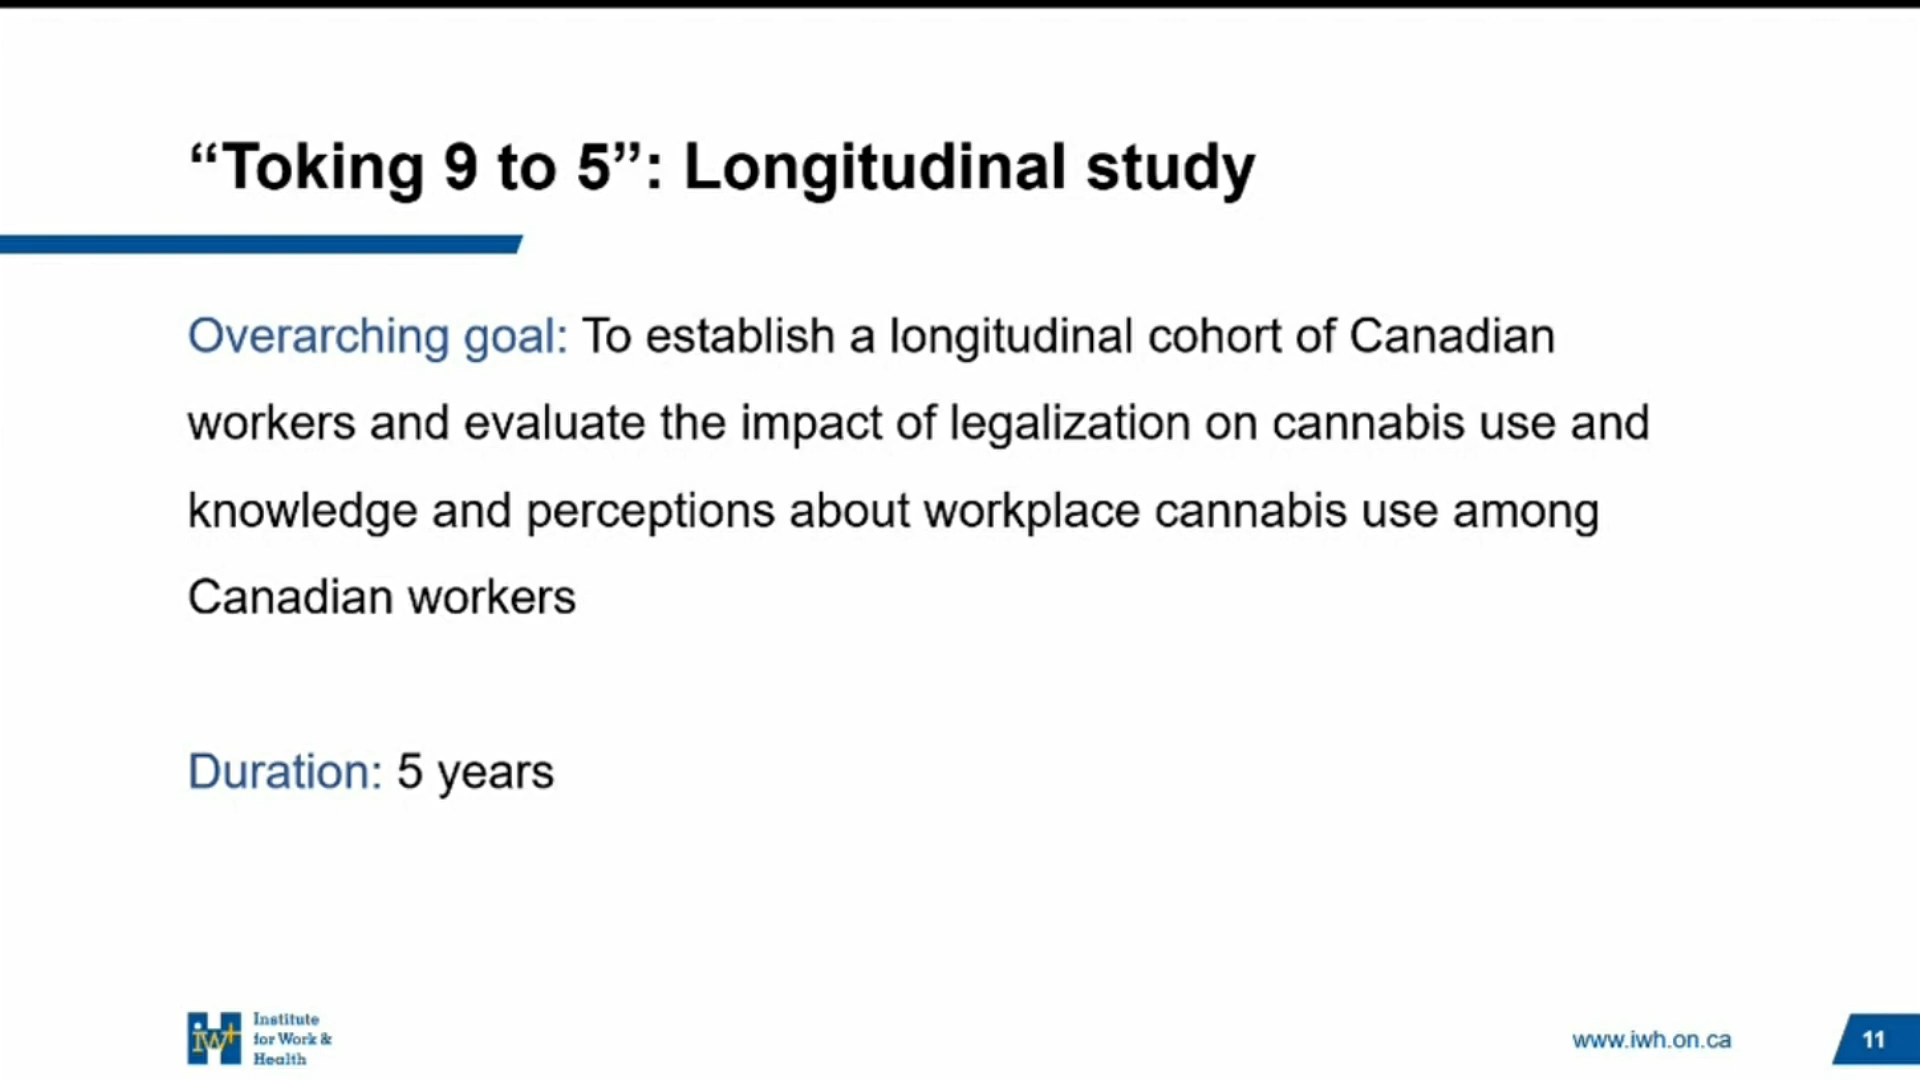 “Toking 9 to 5”: Longitudinal study
Overarching goal: To establish a longitudinal cohort of Canadian
workers and evaluate the impact of legalization on cannabis use and
knowledge and perceptions about workplace cannabis use among
Canadian workers
Duration: 5 years
iwh
Institute
for Work &
Health
www.iwh.on.ca
11